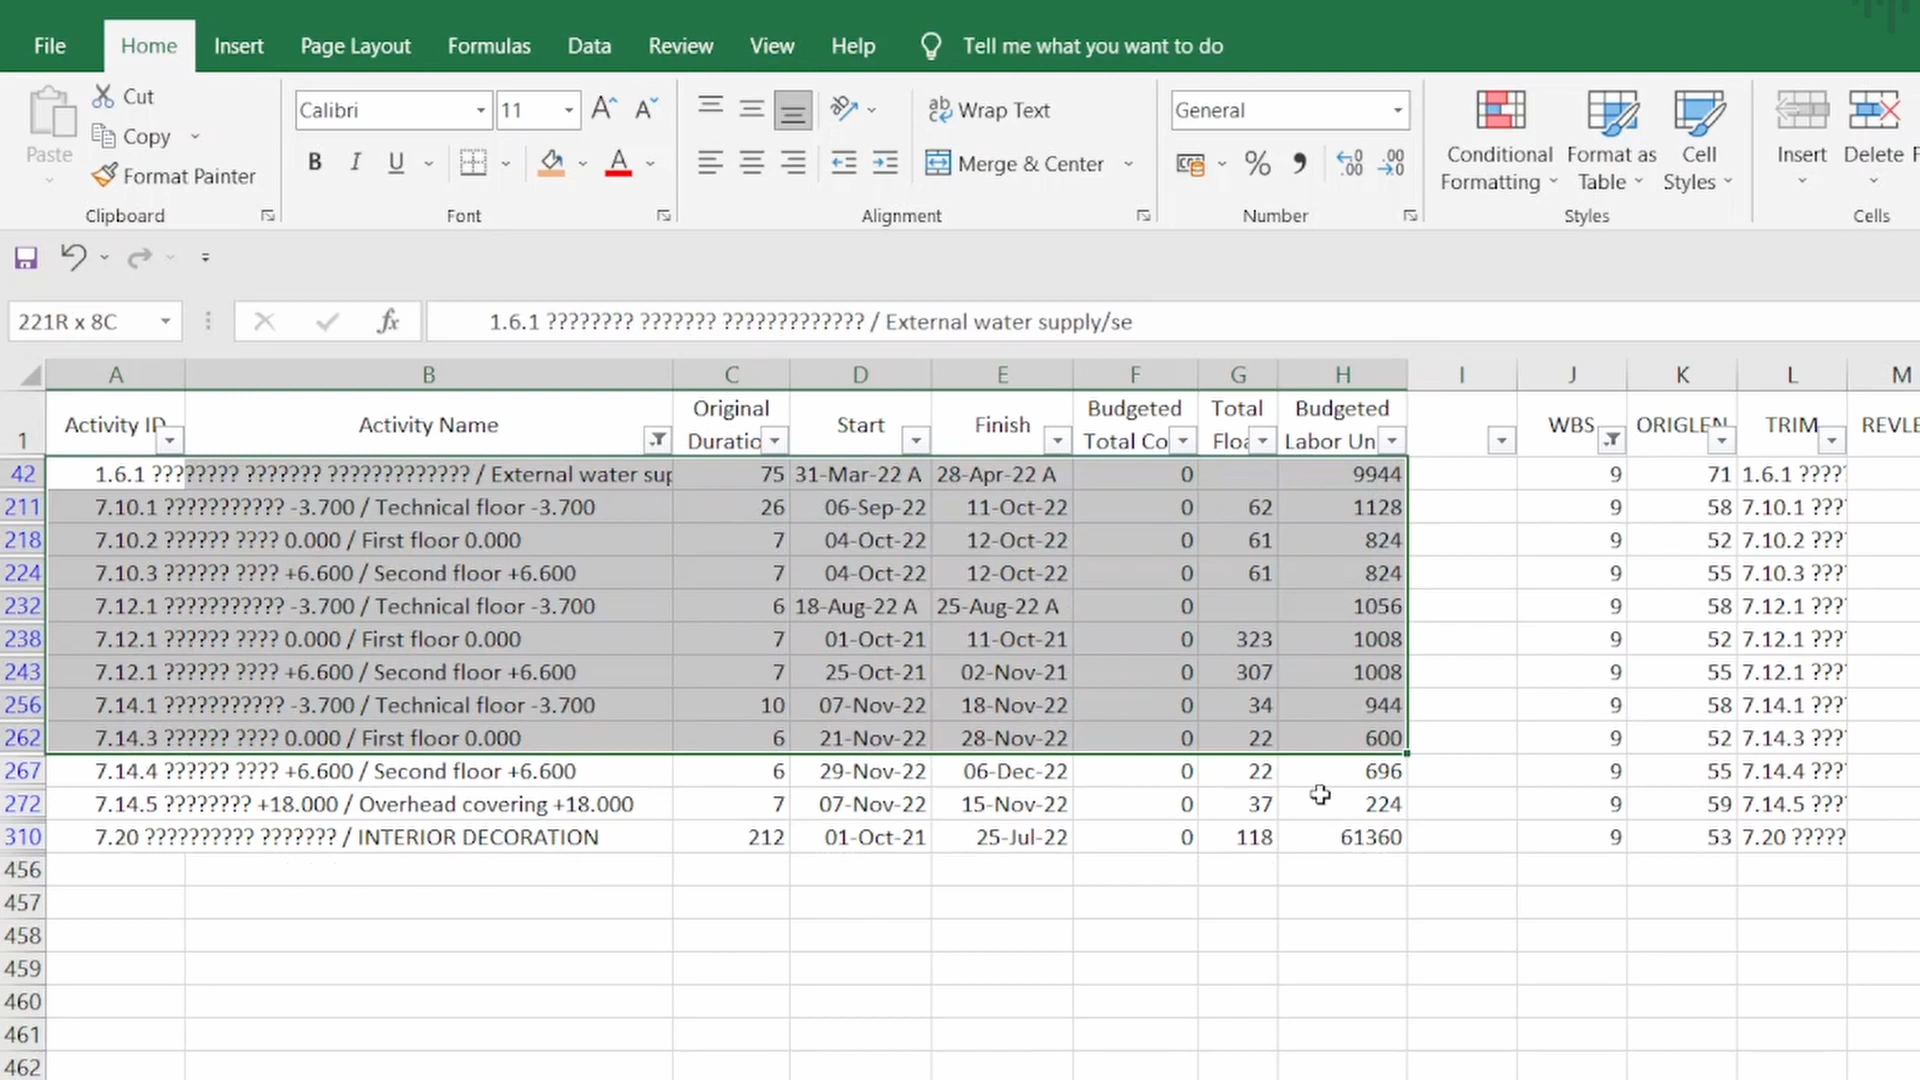 File Home Insert Page Layout Formulas Data Review View Help Tell me what you want to do
Paste
Cut
Copy
Format Painter
Clipboard
Calibri 11
B I U
Font
Wrap Text
Merge & Center
Alignment
General
%
Number
Conditional Formatting
Format as Table
Cell Styles
Styles
Insert Delete F
Cells
221R x 8C fx 1.6.1 ???????? ??????? ????????????? / External water supply/se
A B C D E F G H I J K L M
1 Activity ID Activity Name Original Duratio Start Finish Budgeted Total Co Total Floa Budgeted Labor Un WBS ORIGLEN TRIM REVLE
42 1.6.1 ???????? ??????? ????????????? / External water sup 75 31-Mar-22 A 28-Apr-22 A 0 9944 9 71 1.6.1 ????
211 7.10.1 ??????????? -3.700 / Technical floor -3.700 26 06-Sep-22 11-Oct-22 0 62 1128 9 58 7.10.1 ???
218 7.10.2 ?????? ???? 0.000 / First floor 0.000 7 04-Oct-22 12-Oct-22 0 61 824 9 52 7.10.2 ???
224 7.10.3 ?????? ???? +6.600 / Second floor +6.600 7 04-Oct-22 12-Oct-22 0 61 824 9 55 7.10.3 ???
232 7.12.1 ??????????? -3.700 / Technical floor -3.700 6 18-Aug-22 A 25-Aug-22 A 0 1056 9 58 7.12.1 ???
238 7.12.1 ?????? ???? 0.000 / First floor 0.000 7 01-Oct-21 11-Oct-21 0 323 1008 9 52 7.12.1 ???
243 7.12.1 ?????? ???? +6.600 / Second floor +6.600 7 25-Oct-21 02-Nov-21 0 307 1008 9 55 7.12.1 ???
256 7.14.1 ??????????? -3.700 / Technical floor -3.700 10 07-Nov-22 18-Nov-22 0 34 944 9 58 7.14.1 ???
262 7.14.3 ?????? ???? 0.000 / First floor 0.000 6 21-Nov-22 28-Nov-22 0 22 600 9 52 7.14.3 ???
267 7.14.4 ?????? ???? +6.600 / Second floor +6.600 6 29-Nov-22 06-Dec-22 0 22 696 9 55 7.14.4 ???
272 7.14.5 ???????? +18.000 / Overhead covering +18.000 7 07-Nov-22 15-Nov-22 0 37 224 9 59 7.14.5 ???
310 7.20 ?????????? ??????? / INTERIOR DECORATION 212 01-Oct-21 25-Jul-22 0 118 61360 9 53 7.20 ?????
456
457
458
459
460
461
462